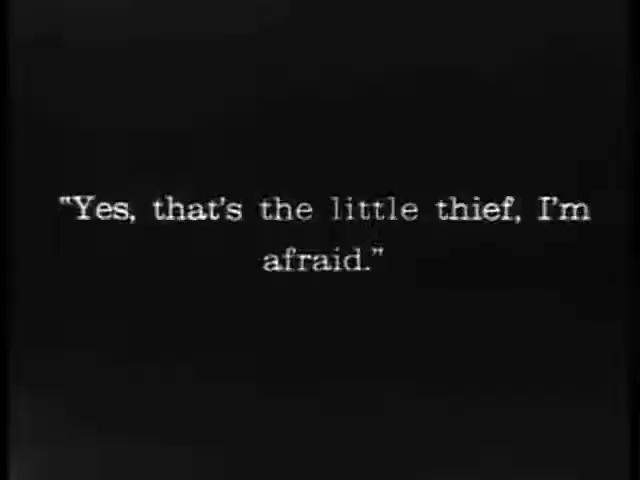 "Yes, that's the little thief, I'm
afraid."